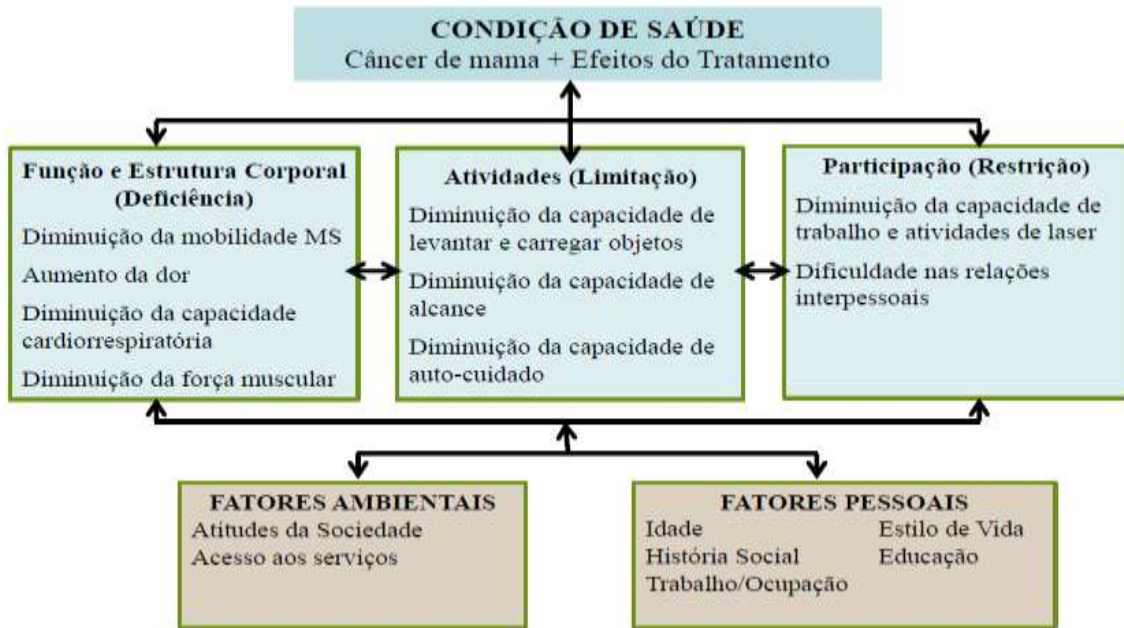 CONDIÇÃO DE SAÚDE
Câncer de mama + Efeitos do Tratamento
Função e Estrutura Corporal
(Deficiência)
Diminuição da mobilidade MS
Aumento da dor
Diminuição da capacidade
cardiorrespiratória
Diminuição da força muscular
Atividades (Limitação)
Diminuição da capacidade de
levantar e carregar objetos
Diminuição da capacidade de
alcance
Diminuição da capacidade de
auto-cuidado
Participação (Restrição)
Diminuição da capacidade de
trabalho e atividades de laser
Dificuldade nas relações
interpessoais
FATORES AMBIENTAIS
Atitudes da Sociedade
Acesso aos serviços
FATORES PESSOAIS
Idade
História Social
Trabalho/Ocupação
Estilo de Vida
Educação